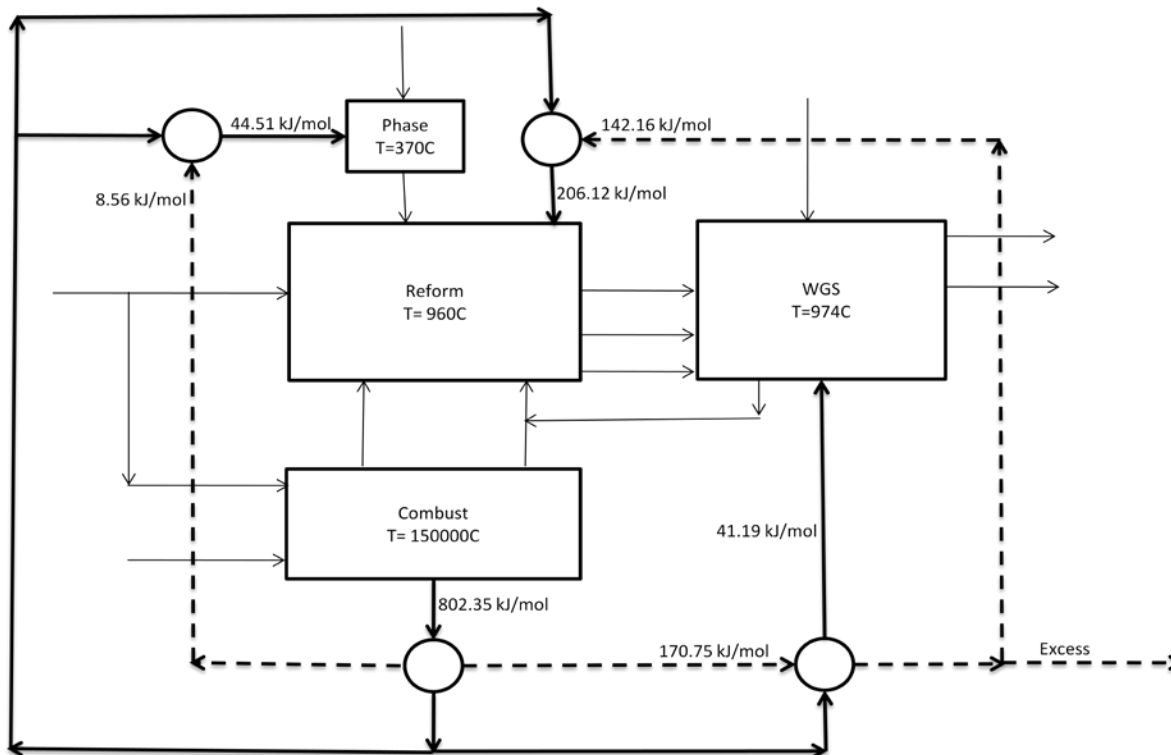 44.51 kJ/mol
Phase
T=370C
142.16 kJ/mol
8.56 kJ/mol
206.12 kJ/mol
Reform
T= 960C
WGS
T=974C
Combust
T= 150000C
41.19 kJ/mol
802.35 kJ/mol
170.75 kJ/mol
Excess